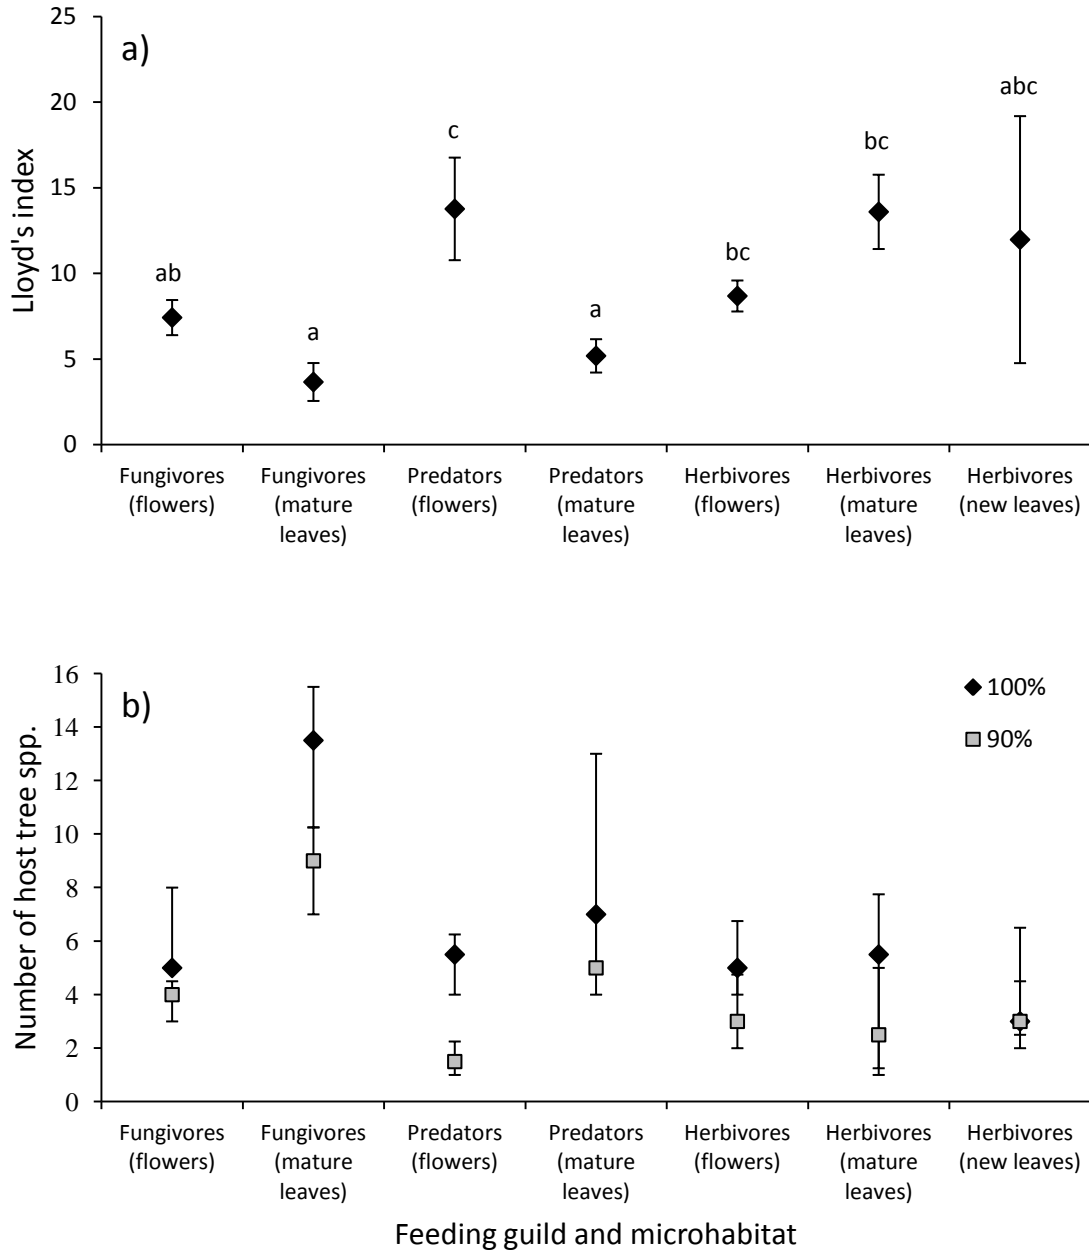 25
a)
20
15
10
5
0
Lloyd's index
ab
a
c
a
bc
bc
abc
Fungivores
(flowers)
Fungivores
(mature
leaves)
Predators
(flowers)
Predators
(mature
leaves)
Herbivores
(flowers)
Herbivores
(mature
leaves)
Herbivores
(new leaves)
16
b)
14
12
10
8
6
4
2
0
Number of host tree spp.
100%
90%
Fungivores
(flowers)
Fungivores
(mature
leaves)
Predators
(flowers)
Predators
(mature
leaves)
Herbivores
(flowers)
Herbivores
(mature
leaves)
Herbivores
(new leaves)
Feeding guild and microhabitat